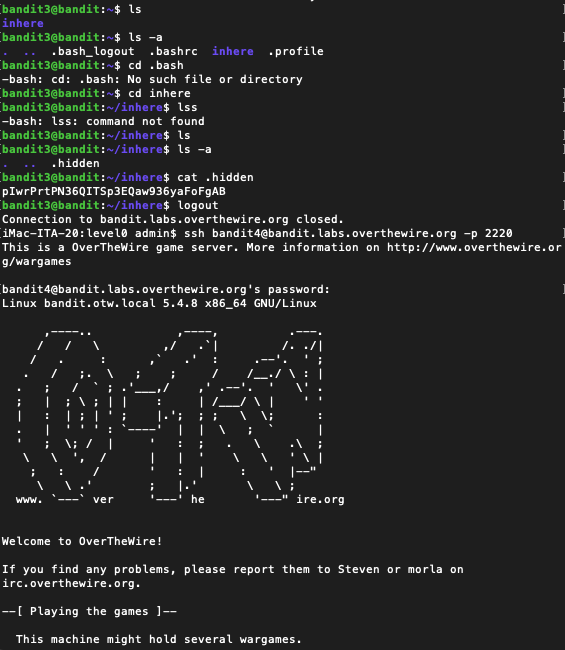 [bandit3@bandit:~$ ls
inhere
[bandit3@bandit:~$ ls -a
.  ..  .bash_logout  .bashrc  inhere  .profile
[bandit3@bandit:~$ cd .bash
-bash: cd: .bash: No such file or directory
[bandit3@bandit:~$ cd inhere
[bandit3@bandit:~/inhere$ lss
-bash: lss: command not found
[bandit3@bandit:~/inhere$ ls
[bandit3@bandit:~/inhere$ ls -a
.  ..  .hidden
[bandit3@bandit:~/inhere$ cat .hidden
pIwrPrtPN36QITSp3EQaw936yaFoFgAB
[bandit3@bandit:~/inhere$ logout
Connection to bandit.labs.overthewire.org closed.
[iMac-ITA-20:level0 admin$ ssh bandit4@bandit.labs.overthewire.org -p 2220
This is a OverTheWire game server. More information on http://www.overthewire.or
g/wargames
[bandit4@bandit.labs.overthewire.org's password:
Linux bandit.otw.local 5.4.8 x86_64 GNU/Linux
www. `---` ver '---' he '---" ire.org
Welcome to OverTheWire!
If you find any problems, please report them to Steven or morla on
irc.overthewire.org.
--[ Playing the games ]--
This machine might hold several wargames.